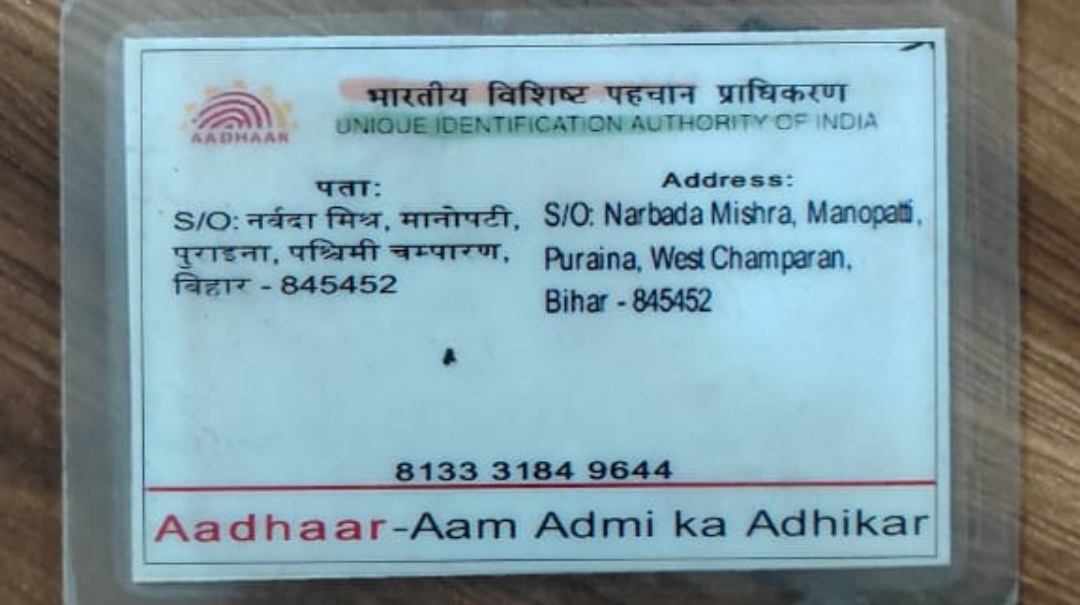 AADHAAR
भारतीय विशिष्ट पहचान प्राधिकरण
UNIQUE IDENTIFICATION AUTHORITY OF INDIA
पता:
S/O: नर्वदा मिश्र, मानोपटी,
पुराइना, पश्चिमी चम्पारण,
बिहार - 845452
Address:
S/O: Narbada Mishra, Manopatti,
Puraina, West Champaran,
Bihar - 845452
8133 3184 9644
Aadhaar-Aam Admi ka Adhikar